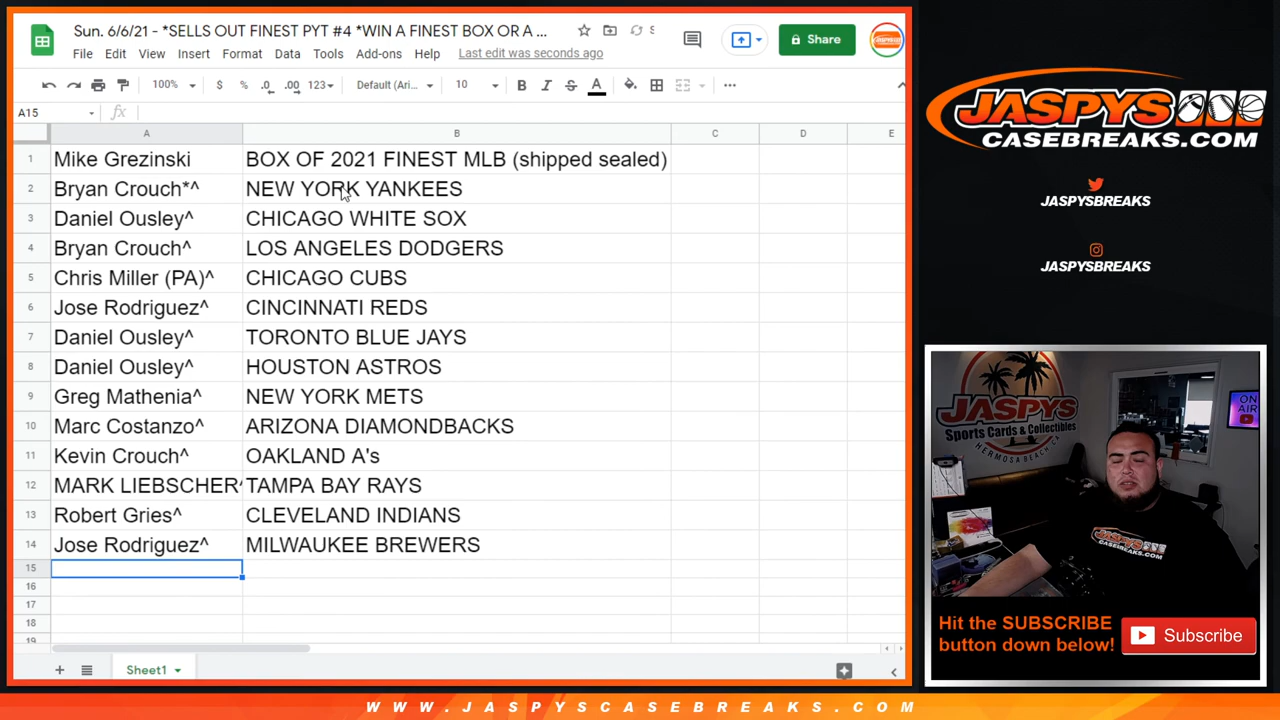 Sun. 6/6/21 - *SELLS OUT FINEST PYT #4 *WIN A FINEST BOX OR A ...
File Edit View Insert Format Data Tools Add-ons Help Last edit was seconds ago
Share
100% $ % .0 .00 123 Default (Ari... 10 B I S A
A15 fx
A B C D E
1 Mike Grezinski BOX OF 2021 FINEST MLB (shipped sealed)
2 Bryan Crouch*^ NEW YORK YANKEES
3 Daniel Ousley^ CHICAGO WHITE SOX
4 Bryan Crouch^ LOS ANGELES DODGERS
5 Chris Miller (PA)^ CHICAGO CUBS
6 Jose Rodriguez^ CINCINNATI REDS
7 Daniel Ousley^ TORONTO BLUE JAYS
8 Daniel Ousley^ HOUSTON ASTROS
9 Greg Mathenia^ NEW YORK METS
10 Marc Costanzo^ ARIZONA DIAMONDBACKS
11 Kevin Crouch^ OAKLAND A's
12 MARK LIEBSCHER^ TAMPA BAY RAYS
13 Robert Gries^ CLEVELAND INDIANS
14 Jose Rodriguez^ MILWAUKEE BREWERS
15
16
17
18
19
Sheet1
JASPYS
CASEBREAKS.COM
JASPYSBREAKS
JASPYSBREAKS
JASPYS
Sports Cards & Collectibles
HERMOSA BEACH, CA
ON
AIR
JASPYS
CASEBREAKS.COM
Hit the SUBSCRIBE
button down below!
Subscribe
WWW.JASPYSCASEBREAKS.COM